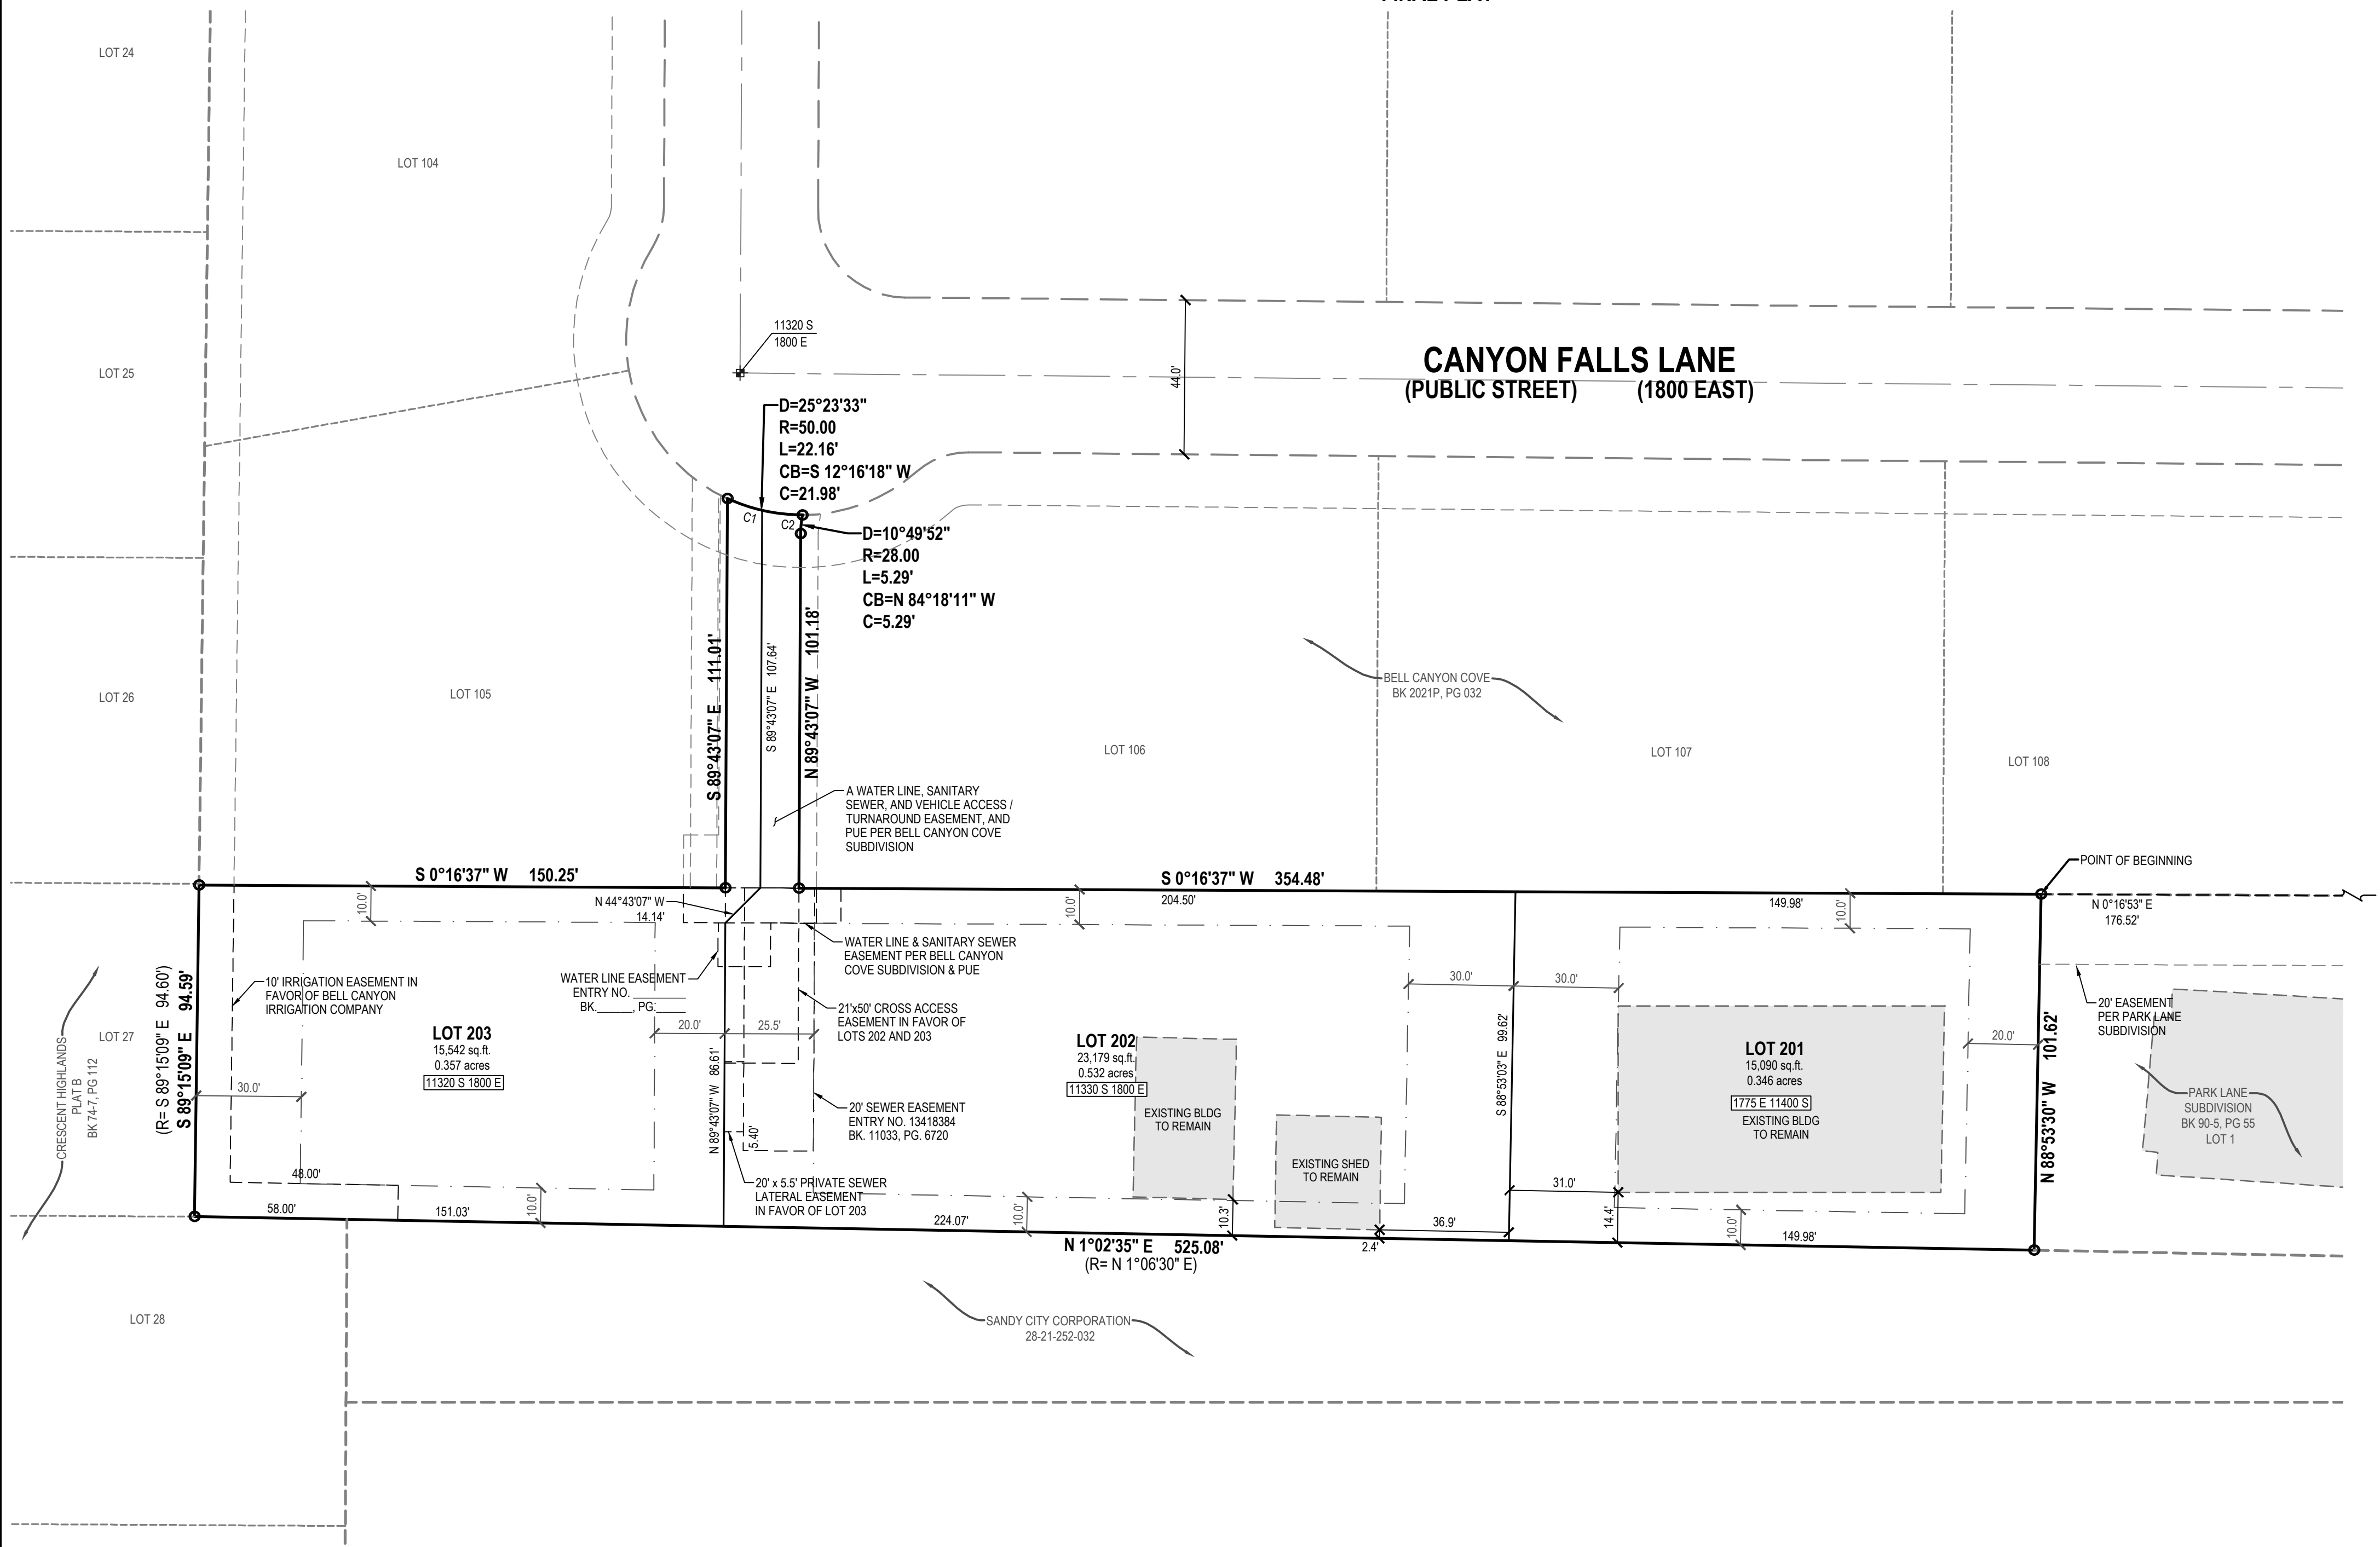 LOT 24
LOT 104
11320 S
1800 E
LOT 25
44.0'
CANYON FALLS LANE
(PUBLIC STREET) (1800 EAST)
D=25°23'33"
R=50.00
L=22.16'
CB=S 12°16'18" W
C=21.98'
C1
C2
D=10°49'52"
R=28.00
L=5.29'
CB=N 84°18'11" W
C=5.29'
S 89°43'07" E 111.01'
S 89°43'07" E 107.64'
N 89°43'07" W 101.18'
LOT 26
LOT 105
BELL CANYON COVE
BK 2021P, PG 032
LOT 106
LOT 107
LOT 108
A WATER LINE, SANITARY
SEWER, AND VEHICLE ACCESS /
TURNAROUND EASEMENT, AND
PUE PER BELL CANYON COVE
SUBDIVISION
POINT OF BEGINNING
S 0°16'37" W 150.25'
S 0°16'37" W 354.48'
10.0'
N 44°43'07" W
14.14'
10.0'
204.50'
149.98'
10.0'
N 0°16'53" E
176.52'
WATER LINE & SANITARY SEWER
EASEMENT PER BELL CANYON
COVE SUBDIVISION & PUE
WATER LINE EASEMENT
ENTRY NO. ________
BK.______, PG._____
10' IRRIGATION EASEMENT IN
FAVOR OF BELL CANYON
IRRIGATION COMPANY
30.0'
30.0'
21'x50' CROSS ACCESS
EASEMENT IN FAVOR OF
LOTS 202 AND 203
20' EASEMENT
PER PARK LANE
SUBDIVISION
(R= S 89°15'09" E 94.60')
S 89°15'09" E 94.59'
LOT 27
CRESCENT HIGHLANDS
PLAT B
BK 74-7, PG 112
LOT 203
15,542 sq.ft.
0.357 acres
11320 S 1800 E
20.0'
25.5'
30.0'
LOT 202
23,179 sq.ft.
0.532 acres
11330 S 1800 E
S 88°53'03" E 99.62'
LOT 201
15,090 sq.ft.
0.346 acres
1775 E 11400 S
EXISTING BLDG
TO REMAIN
20.0'
N 88°53'30" W 101.62'
N 89°43'07" W 86.61'
20' SEWER EASEMENT
ENTRY NO. 13418384
BK. 11033, PG. 6720
EXISTING BLDG
TO REMAIN
PARK LANE
SUBDIVISION
BK 90-5, PG 55
LOT 1
5.40'
EXISTING SHED
TO REMAIN
48.00'
20' x 5.5' PRIVATE SEWER
LATERAL EASEMENT
IN FAVOR OF LOT 203
31.0'
58.00'
151.03'
10.0'
224.07'
10.0'
10.3'
36.9'
2.4'
14.4'
10.0'
149.98'
N 1°02'35" E 525.08'
(R= N 1°06'30" E)
LOT 28
SANDY CITY CORPORATION
28-21-252-032